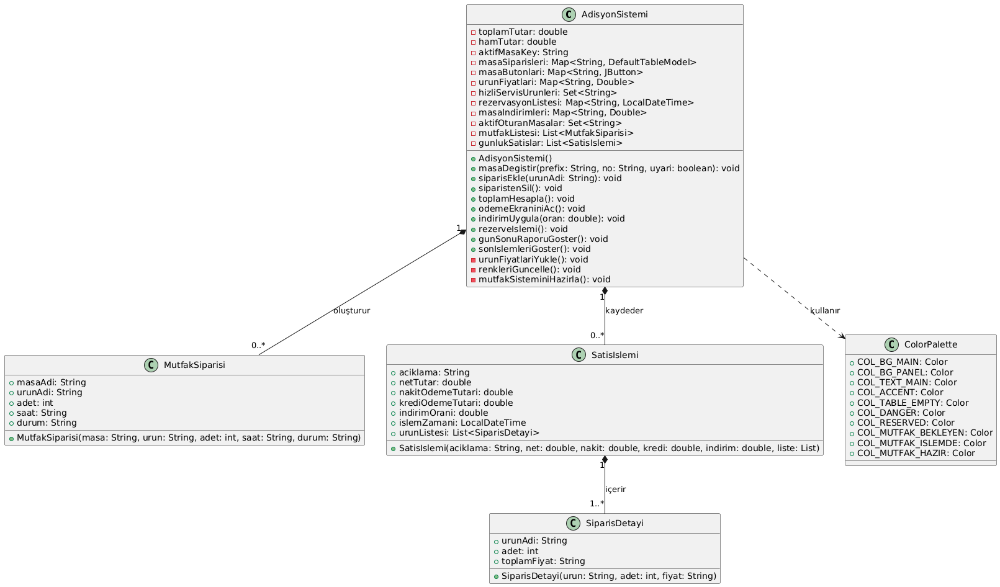 AdisyonSistemi
toplamTutar: double
hamTutar: double
aktifMasaKey: String
masaSiparisleri: Map<String, DefaultTableModel>
masaButonlari: Map<String, JButton>
urunFiyatlari: Map<String, Double>
hizliServisUrunleri: Set<String>
rezervasyonListesi: Map<String, LocalDateTime>
masaIndirimleri: Map<String, Double>
aktifOturanMasalar: Set<String>
mutfakListesi: List<MutfakSiparisi>
gunlukSatislar: List<SatisIslemi>
AdisyonSistemi()
masaDegistir(prefix: String, no: String, uyari: boolean): void
siparisEkle(urunAdi: String): void
siparistenSil(): void
toplamHesapla(): void
odemeEkraniniAc(): void
indirimUygula(oran: double): void
rezerveIslemi(): void
gunSonuRaporuGoster(): void
sonIslemleriGoster(): void
urunFiyatlariYukle(): void
renkleriGuncelle(): void
mutfakSisteminiHazirla(): void
1
oluşturur
0..*
1
kaydeder
0..*
kullanır
MutfakSiparisi
masaAdi: String
urunAdi: String
adet: int
saat: String
durum: String
MutfakSiparisi(masa: String, urun: String, adet: int, saat: String, durum: String)
SatisIslemi
aciklama: String
netTutar: double
nakitOdemeTutari: double
krediOdemeTutari: double
indirimOrani: double
islemZamani: LocalDateTime
urunListesi: List<SiparisDetayi>
SatisIslemi(aciklama: String, net: double, nakit: double, kredi: double, indirim: double, liste: List)
ColorPalette
COL_BG_MAIN: Color
COL_BG_PANEL: Color
COL_TEXT_MAIN: Color
COL_ACCENT: Color
COL_TABLE_EMPTY: Color
COL_DANGER: Color
COL_RESERVED: Color
COL_MUTFAK_BEKLEYEN: Color
COL_MUTFAK_ISLEMDE: Color
COL_MUTFAK_HAZIR: Color
1
içerir
1..*
SiparisDetayi
urunAdi: String
adet: int
toplamFiyat: String
SiparisDetayi(urun: String, adet: int, fiyat: String)